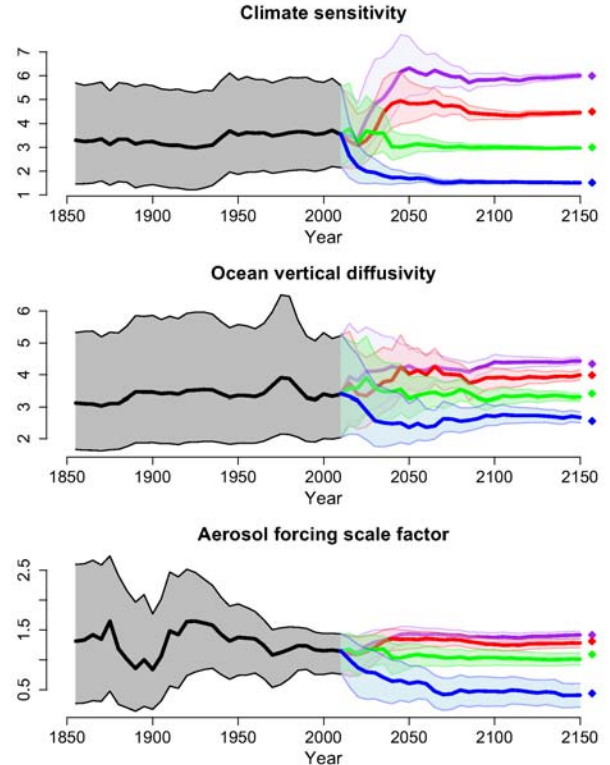 Climate sensitivity
7
6
5
4
3
2
1
1850 1900 1950 2000 2050 2100 2150
Year
Ocean vertical diffusivity
6
5
4
3
2
1850 1900 1950 2000 2050 2100 2150
Year
Aerosol forcing scale factor
2.5
1.5
0.5
1850 1900 1950 2000 2050 2100 2150
Year